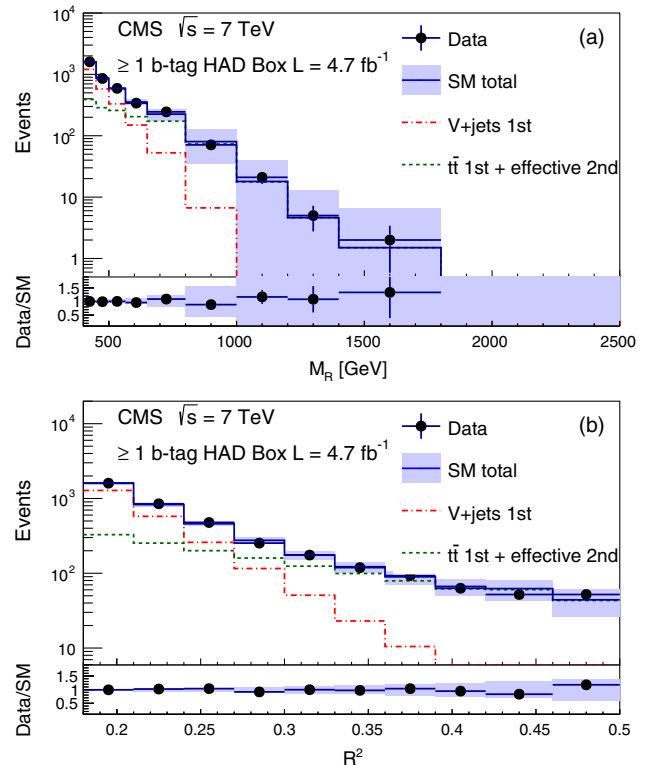 CMS √s = 7 TeV
(a)
≥ 1 b-tag HAD Box L = 4.7 fb⁻¹
Data
SM total
V+jets 1st
tt̄ 1st + effective 2nd
Events
10⁴
10³
10²
10
1
Data/SM
1.5
1
0.5
500 1000 1500 2000 2500
M_R [GeV]
CMS √s = 7 TeV
(b)
≥ 1 b-tag HAD Box L = 4.7 fb⁻¹
Data
SM total
V+jets 1st
tt̄ 1st + effective 2nd
Events
10⁴
10³
10²
10
Data/SM
1.5
1
0.5
0.2 0.25 0.3 0.35 0.4 0.45 0.5
R²